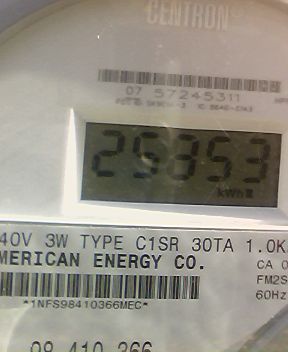 CENTRON®
07 57245311
25353
kWh
40V 3W TYPE C1SR 30TA 1.0K
MERICAN ENERGY CO.
CA 0
FM2S
60Hz
*1NFS98410366MEC*
98 410 366